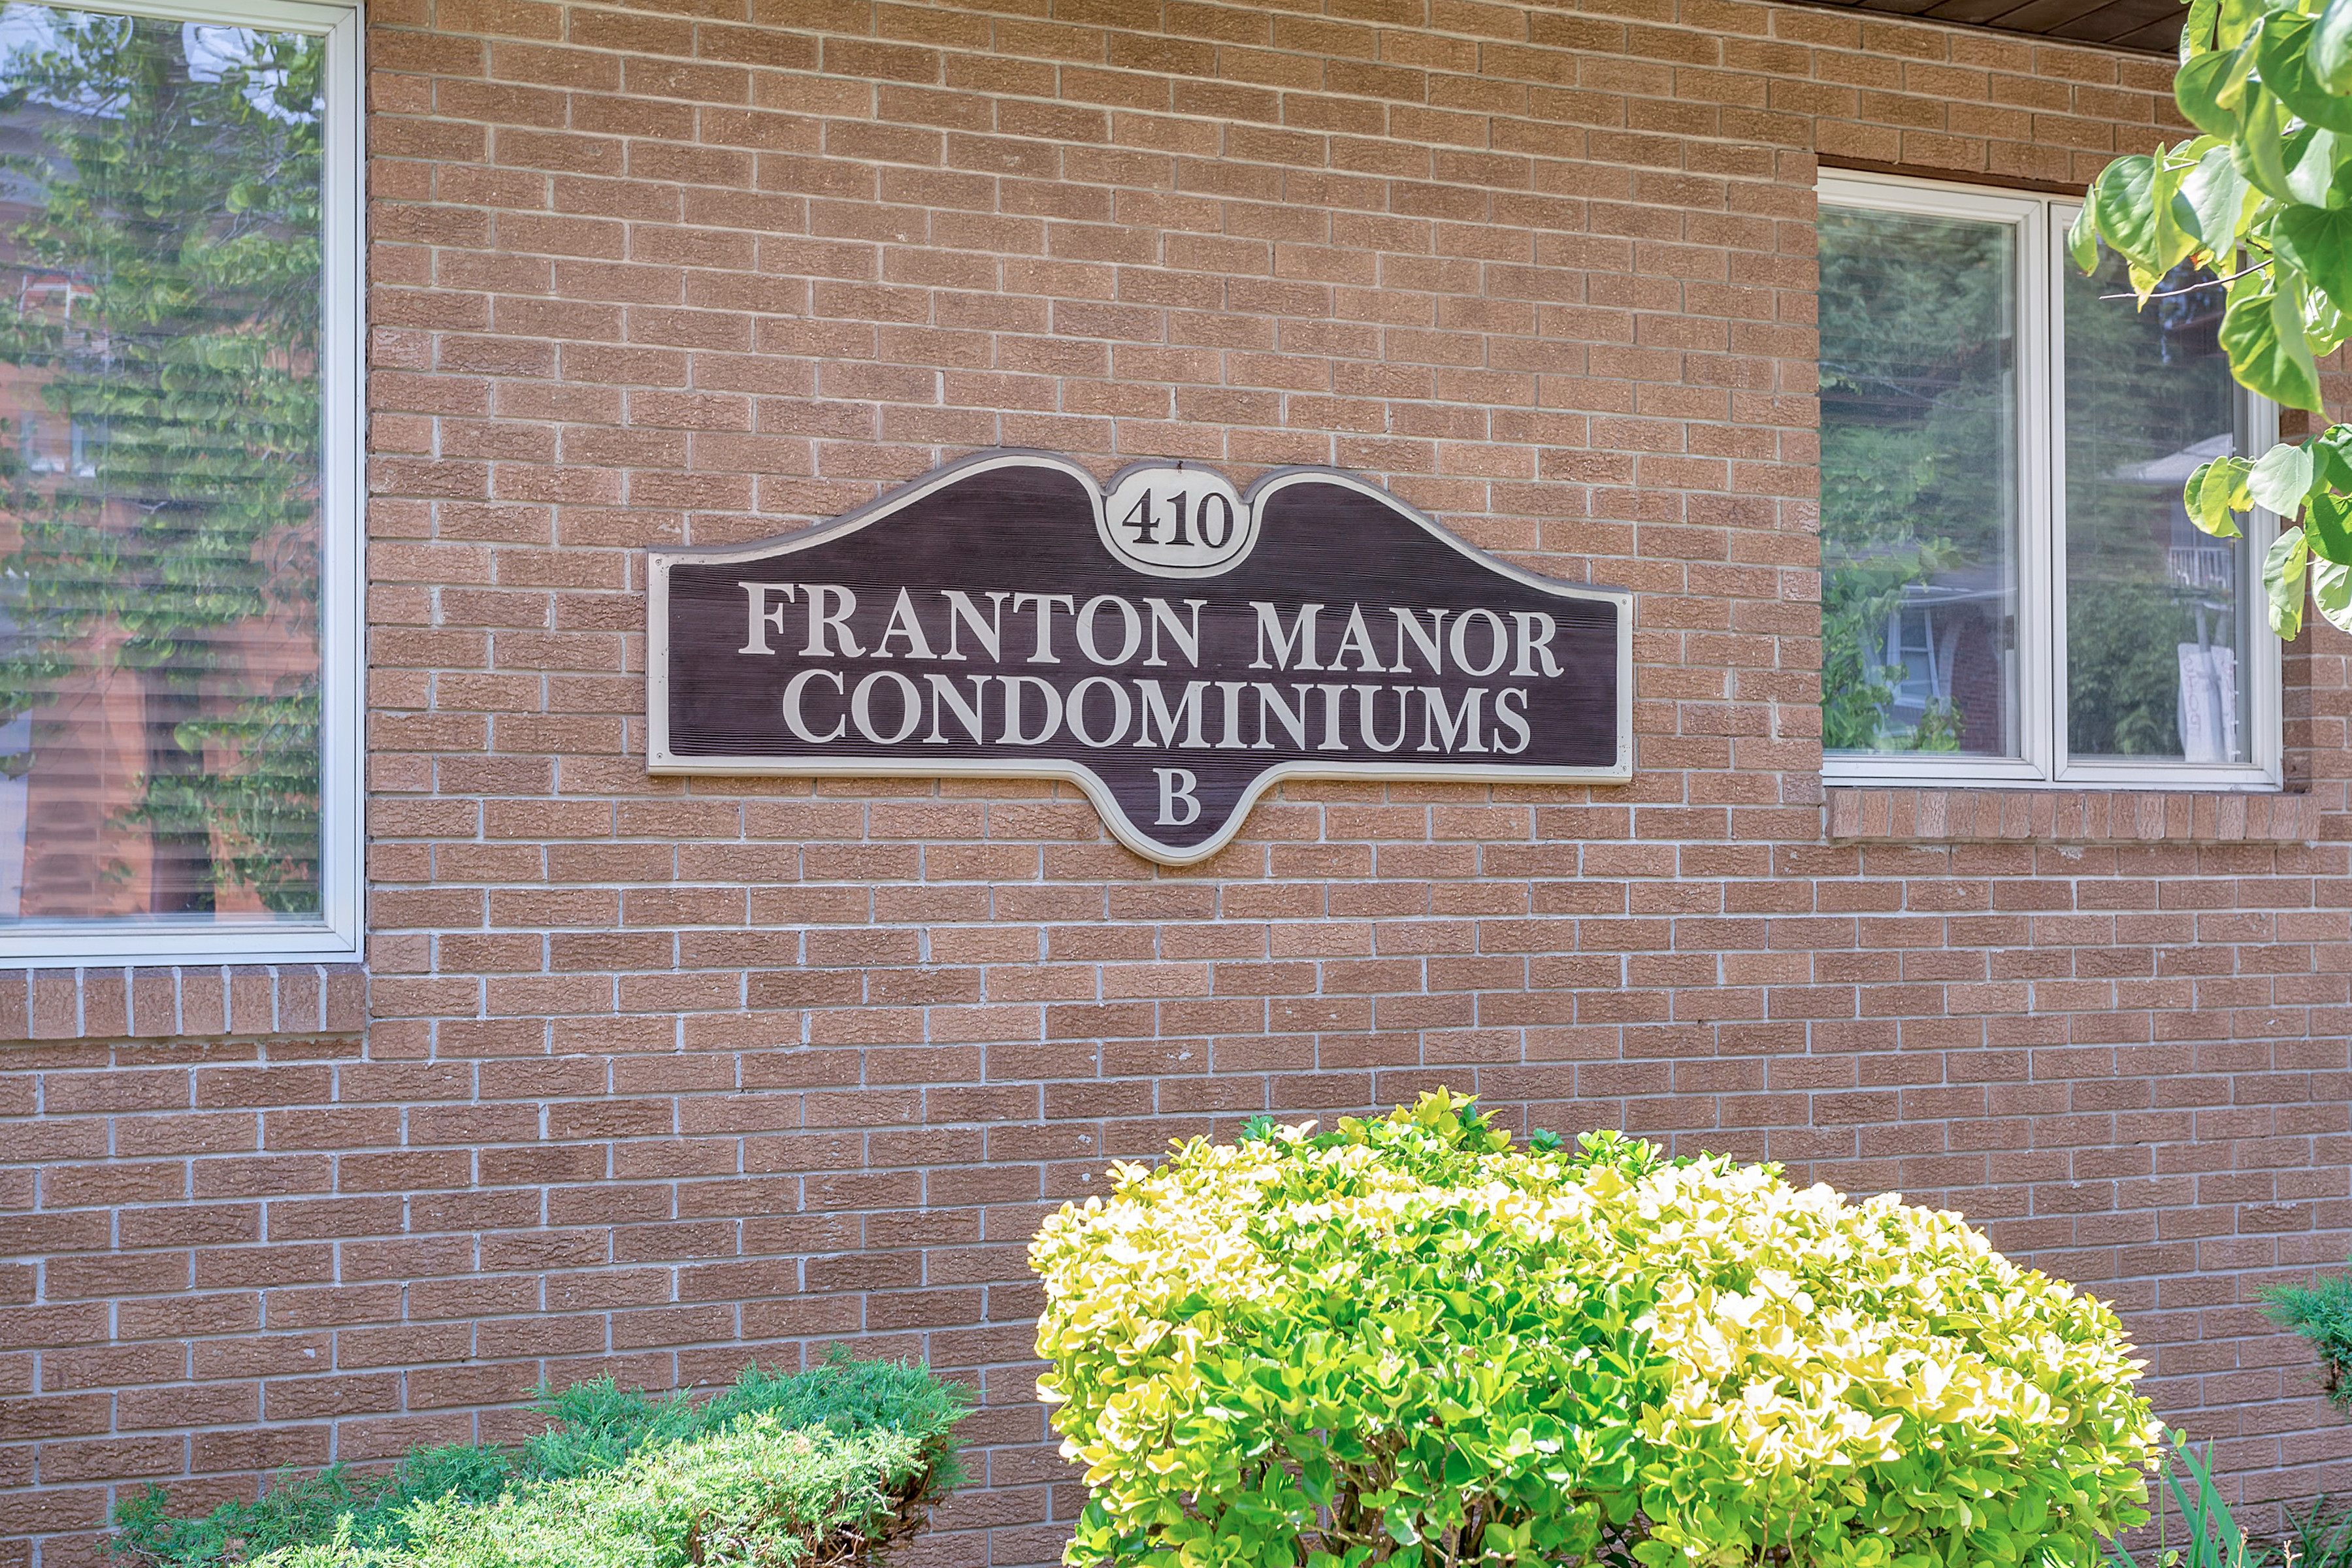 410
FRANTON MANOR
CONDOMINIUMS
B